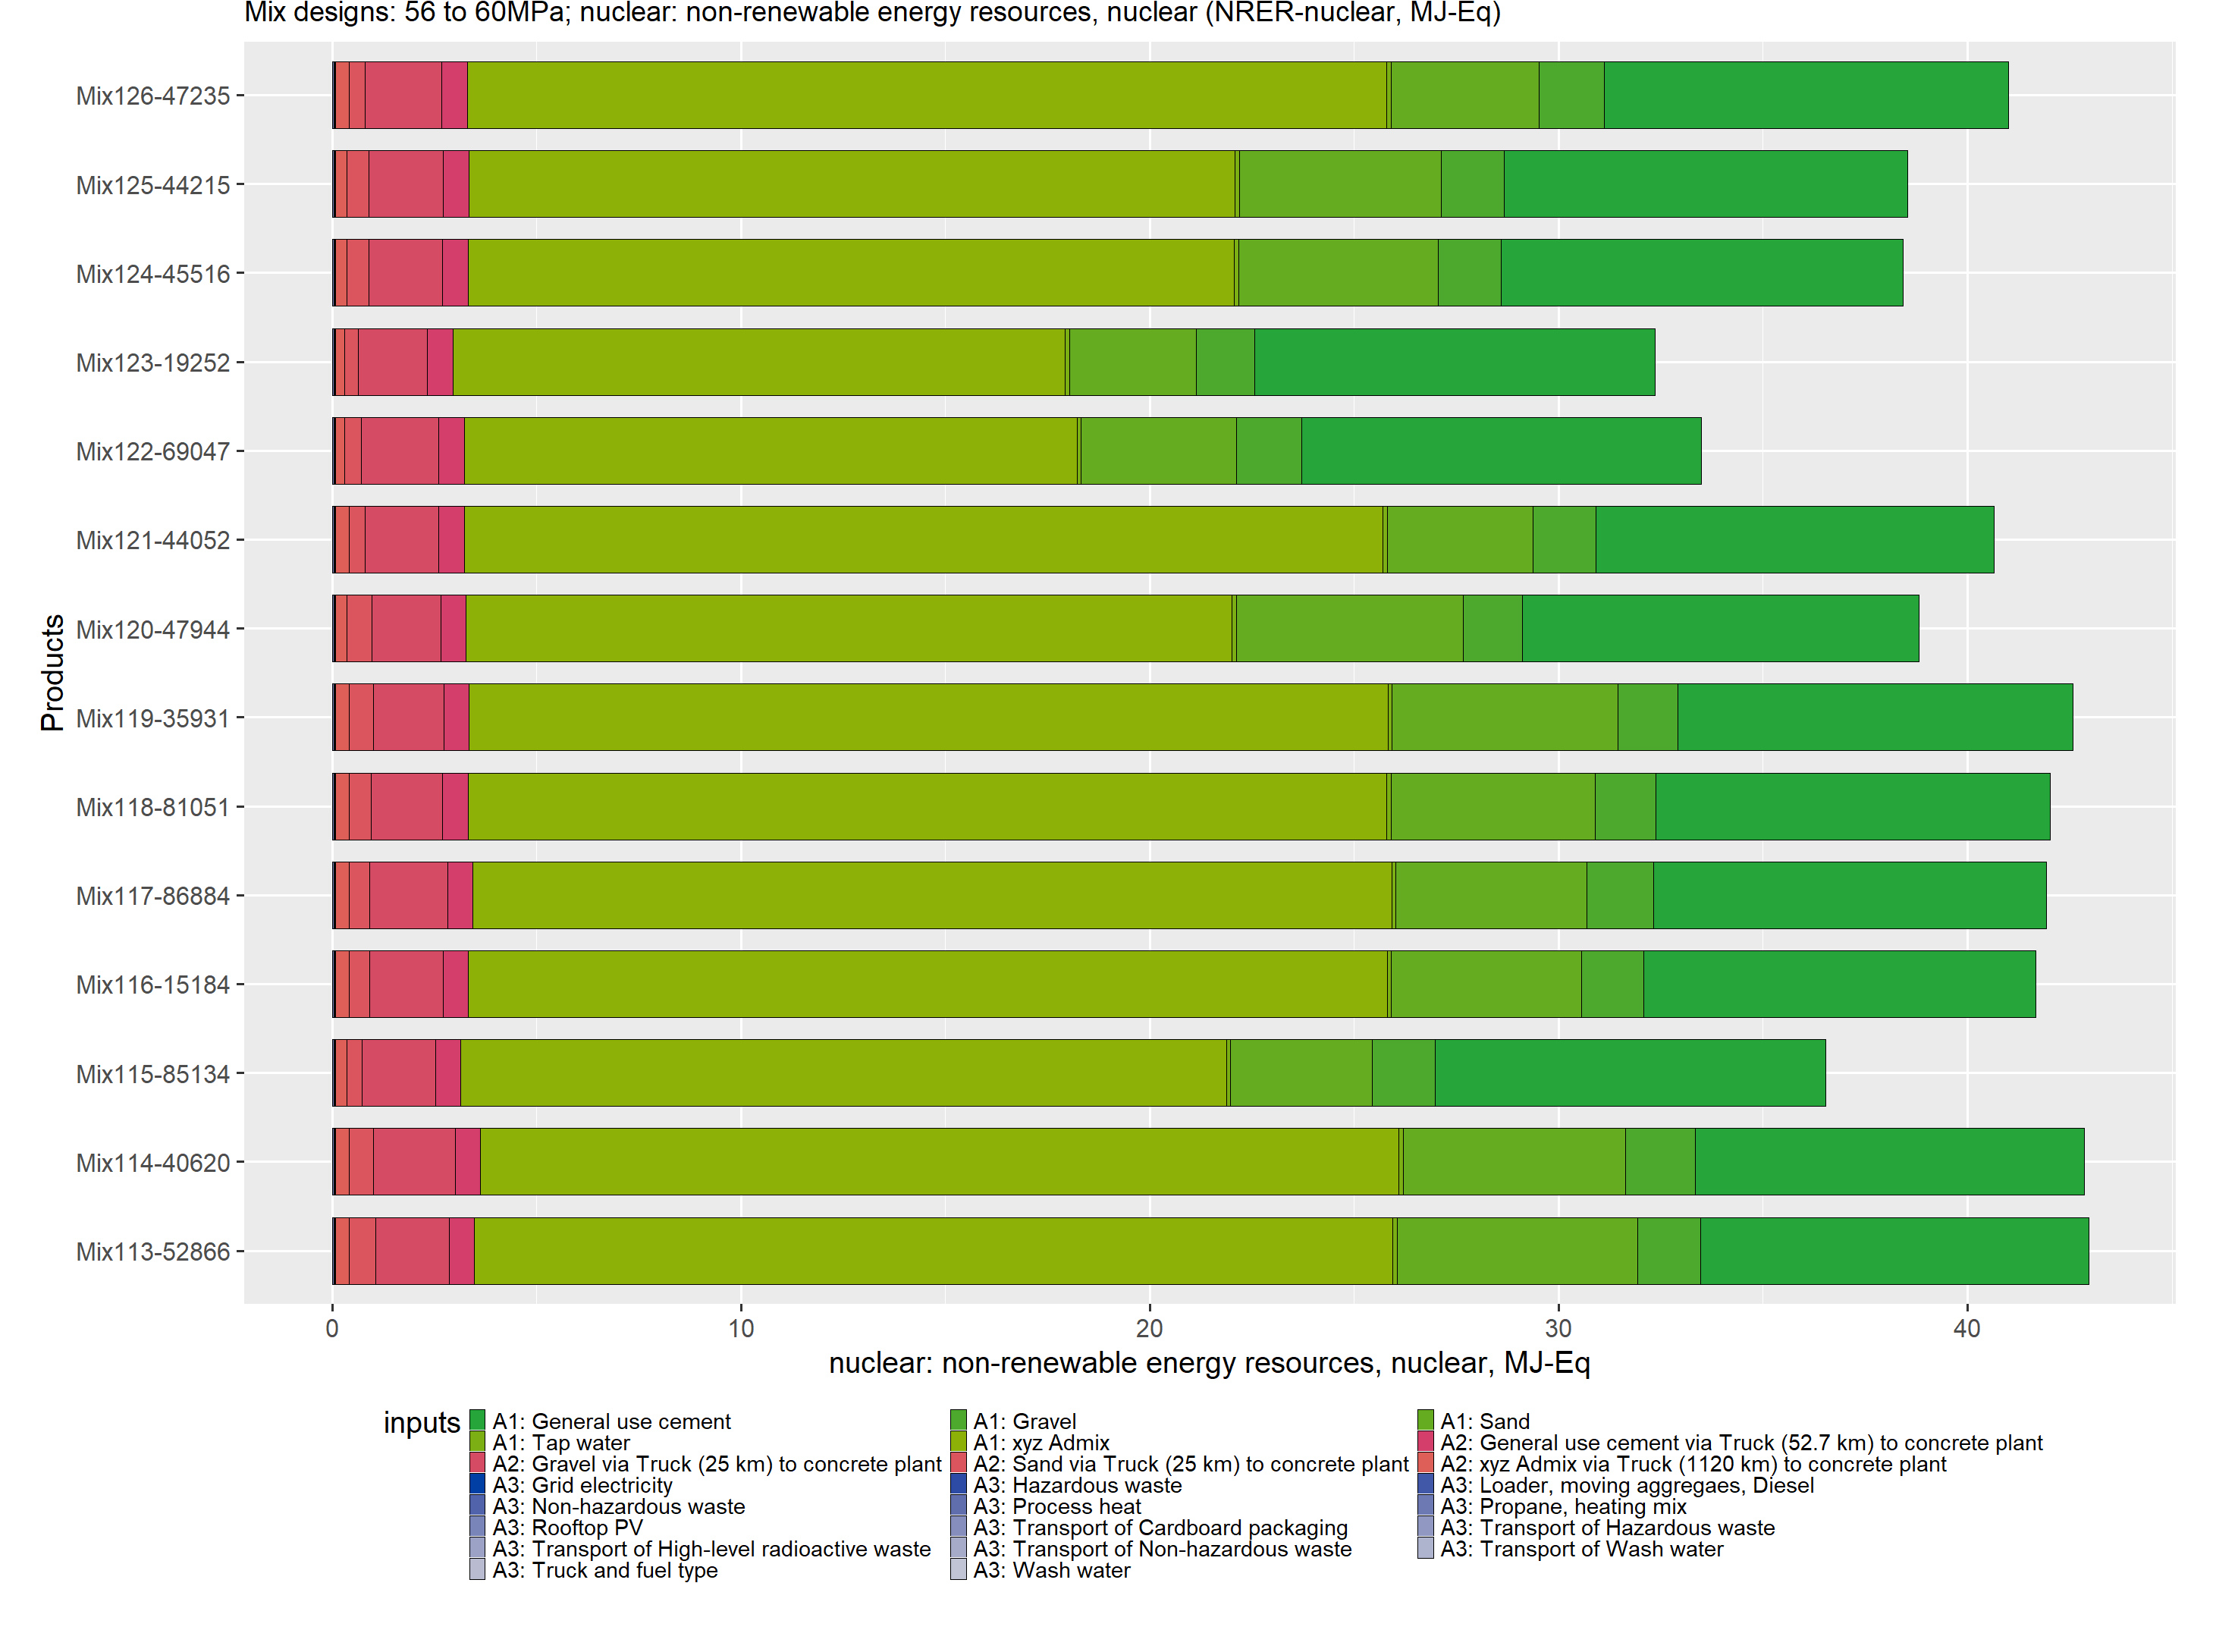 Mix designs: 56 to 60MPa; nuclear: non-renewable energy resources, nuclear (NRER-nuclear, MJ-Eq)
Mix126-47235
Mix125-44215
Mix124-45516
Mix123-19252
Mix122-69047
Mix121-44052
Mix120-47944
Mix119-35931
Mix118-81051
Mix117-86884
Mix116-15184
Mix115-85134
Mix114-40620
Mix113-52866
Products
0 10 20 30 40
nuclear: non-renewable energy resources, nuclear, MJ-Eq
inputs
A1: General use cement A1: Gravel A1: Sand
A1: Tap water A1: xyz Admix A2: General use cement via Truck (52.7 km) to concrete plant
A2: Gravel via Truck (25 km) to concrete plant A2: Sand via Truck (25 km) to concrete plant A2: xyz Admix via Truck (1120 km) to concrete plant
A3: Grid electricity A3: Hazardous waste A3: Loader, moving aggregaes, Diesel
A3: Non-hazardous waste A3: Process heat A3: Propane, heating mix
A3: Rooftop PV A3: Transport of Cardboard packaging A3: Transport of Hazardous waste
A3: Transport of High-level radioactive waste A3: Transport of Non-hazardous waste A3: Transport of Wash water
A3: Truck and fuel type A3: Wash water